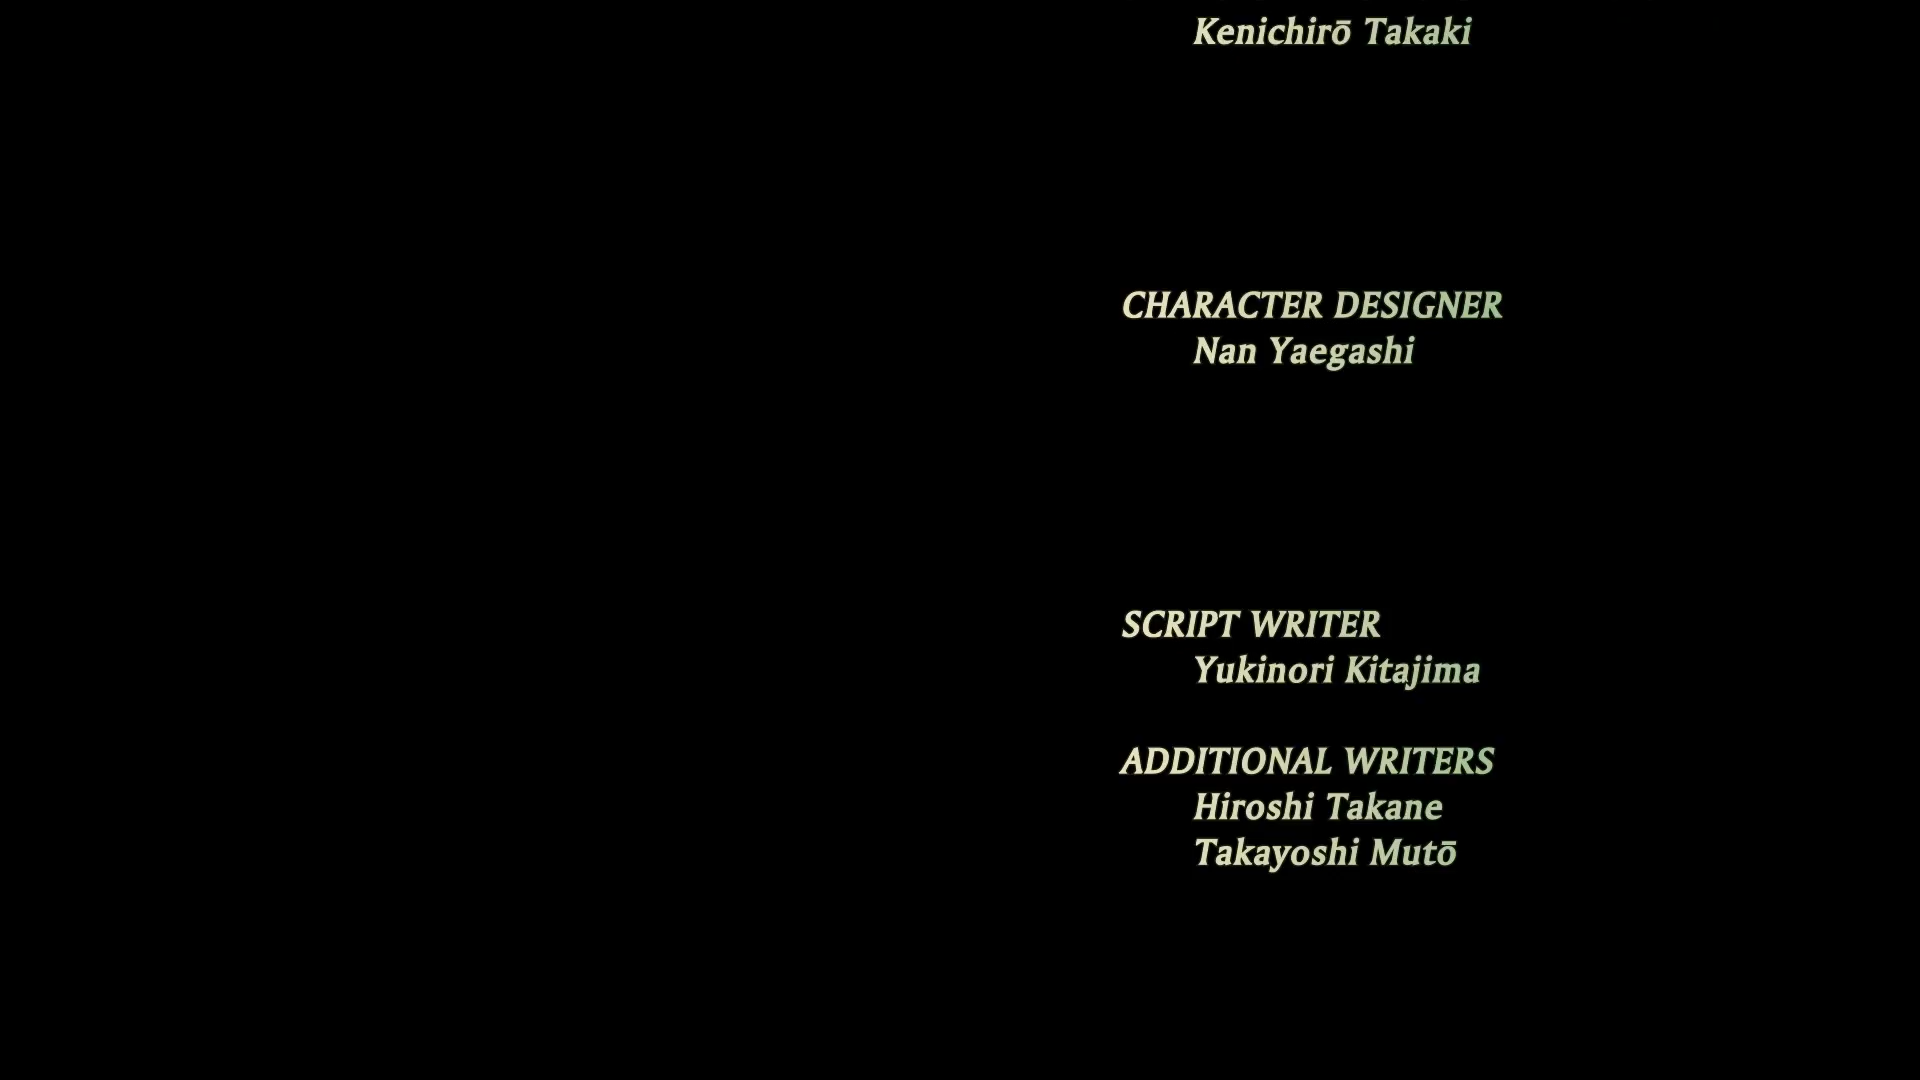 Kenichirō Takaki
CHARACTER DESIGNER
Nan Yaegashi
SCRIPT WRITER
Yukinori Kitajima
ADDITIONAL WRITERS
Hiroshi Takane
Takayoshi Mutō